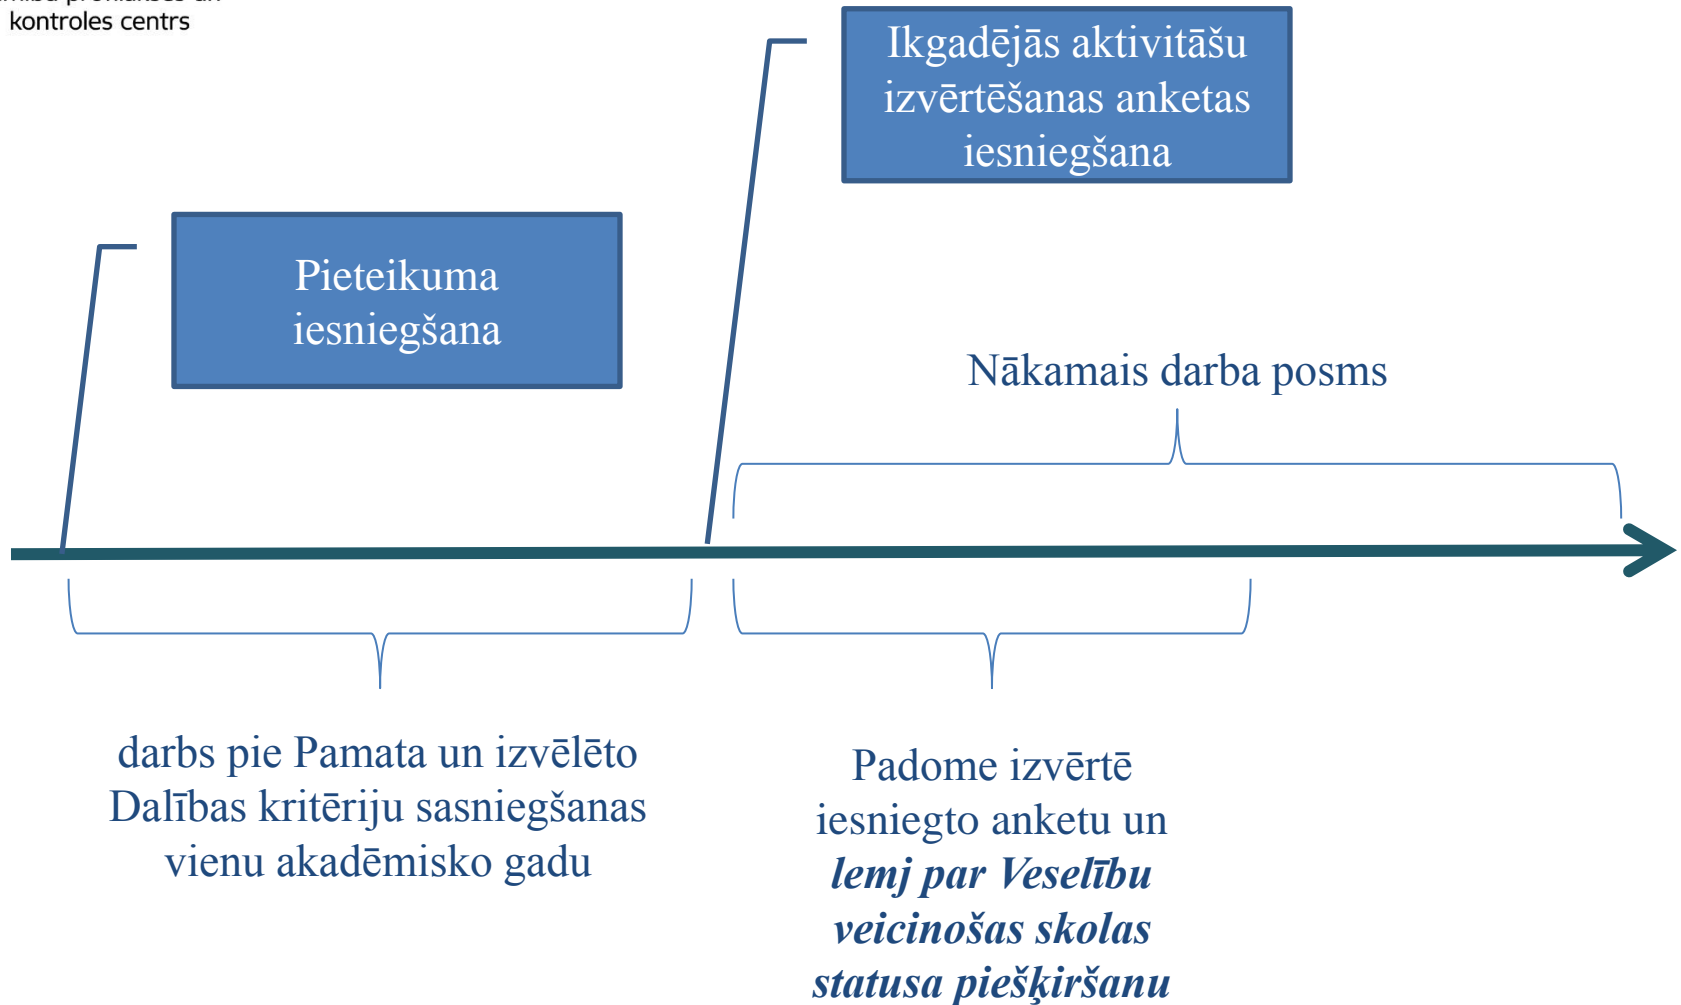 kontroles centrs
Ikgadējās aktivitāšu
izvērtēšanas anketas
iesniegšana
Pieteikuma
iesniegšana
Nākamais darba posms
darbs pie Pamata un izvēlēto
Dalības kritēriju sasniegšanas
vienu akadēmisko gadu
Padome izvērtē
iesniegto anketu un
lemj par Veselību
veicinošas skolas
statusa piešķiršanu